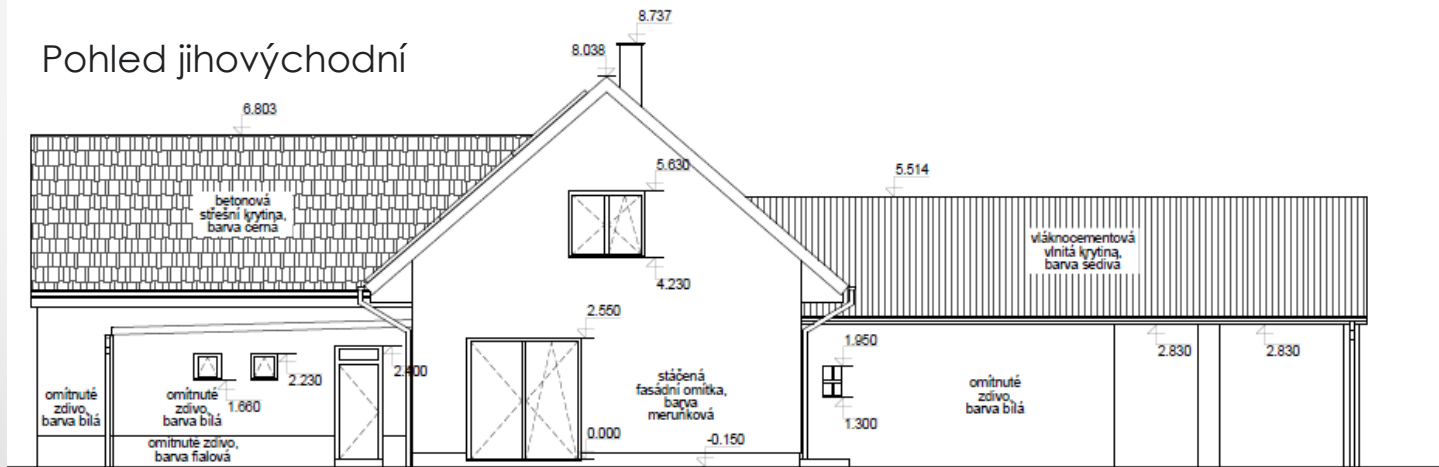 Pohled jihovýchodní
8.737
8.038
6.803
5.630
5.514
betonová
střešní krytina,
barva černá
vláknocementová
vlnitá krytina,
barva šedivá
4.230
2.550
1.950
2.830
2.830
2.230
2.400
1.660
omítnuté
zdivo,
barva bílá
omítnuté
zdivo,
barva bílá
stáčená
fasádní omítka,
barva
meruňková
omítnuté
zdivo,
barva bílá
1.300
0.000
-0.150
omítnuté zdivo,
barva fialová